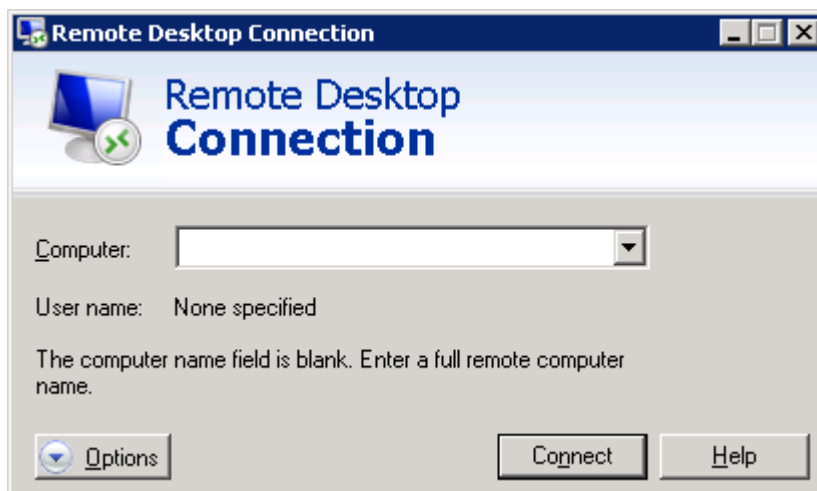 Remote Desktop Connection
Remote Desktop
Connection
Computer:
User name: None specified
The computer name field is blank. Enter a full remote computer
name.
Options Connect Help